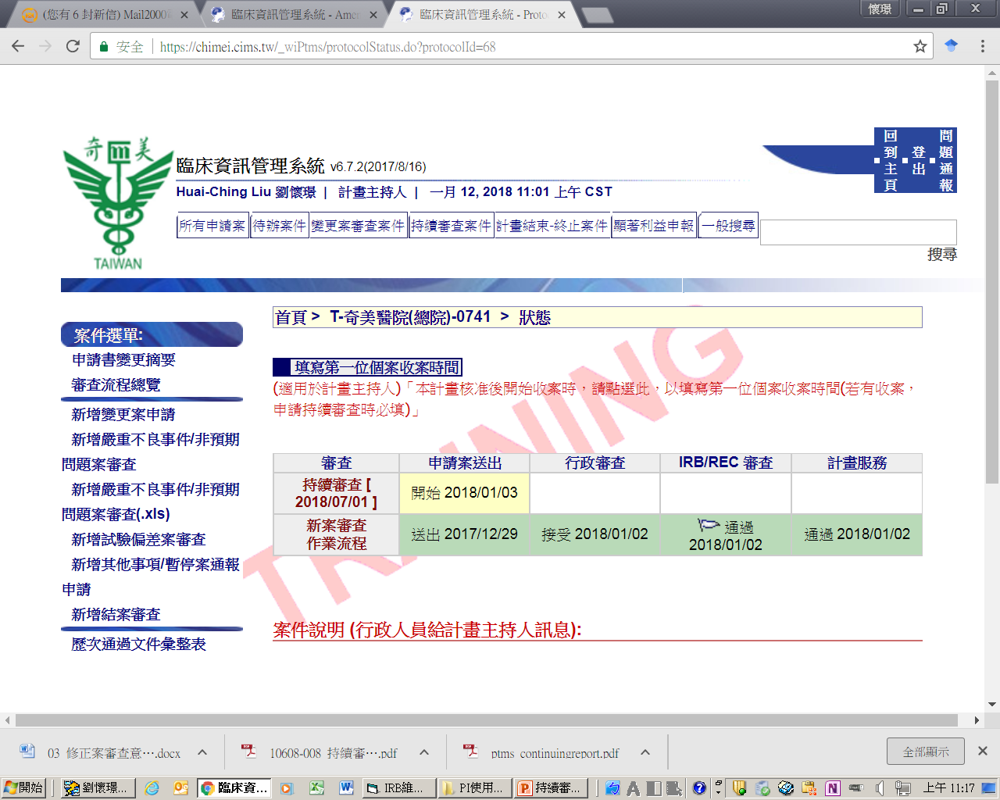 (您有 6 封新信) Mail2000
臨床資訊管理系統 - Ame
臨床資訊管理系統 - Proto
懷璟
安全
https://chimei.cims.tw/_wiPtms/protocolStatus.do?protocolId=68
奇美
TAIWAN
臨床資訊管理系統 v6.7.2(2017/8/16)
回到主頁
登出
問題通報
Huai-Ching Liu 劉懷璟 | 計畫主持人 | 一月 12, 2018 11:01 上午 CST
所有申請案
待辦案件
變更案審查案件
持續審查案件
計畫結束-終止案件
顯著利益申報
一般搜尋
搜尋
首頁 > T-奇美醫院(總院)-0741 > 狀態
案件選單:
申請書變更摘要
審查流程總覽
新增變更案申請
新增嚴重不良事件/非預期
問題案審查
新增嚴重不良事件/非預期
問題案審查(.xls)
新增試驗偏差案審查
新增其他事項/暫停案通報
申請
新增結案審查
歷次通過文件彙整表
填寫第一位個案收案時間
(適用於計畫主持人)「本計畫核准後開始收案時，請點選此，以填寫第一位個案收案時間(若有收案，
申請持續審查時必填)」
TRAINING
審查 申請案送出 行政審查 IRB/REC 審查 計畫服務
持續審查 [
2018/07/01 ]
開始 2018/01/03
新案審查
作業流程
送出 2017/12/29
接受 2018/01/02
通過
2018/01/02
通過 2018/01/02
案件說明 (行政人員給計畫主持人訊息):
03_修正案審查意….docx
10608-008_持續審….pdf
ptms_continuingreport.pdf
全部顯示
開始
劉懷璟...
臨床資...
IRB維...
PI使用...
持續審...
上午 11:17